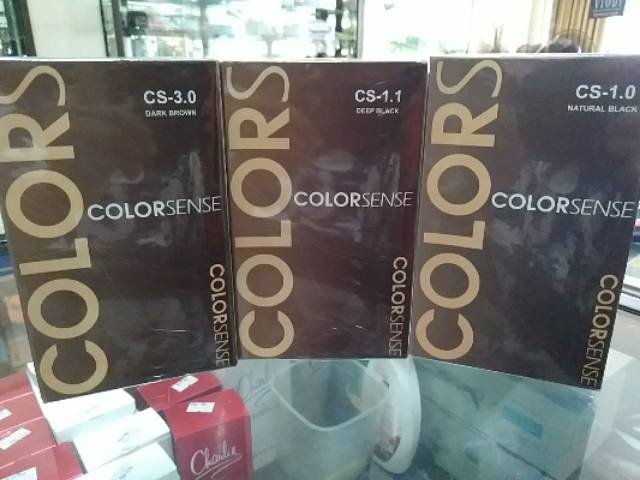 COLORS
CS-3.0
DARK BROWN
COLORSENSE
COLORSENSE
COLORS
CS-1.1
DEEP BLACK
COLORSENSE
COLORSENSE
COLORS
CS-1.0
NATURAL BLACK
COLORSENSE
COLORSENSE
Charlie